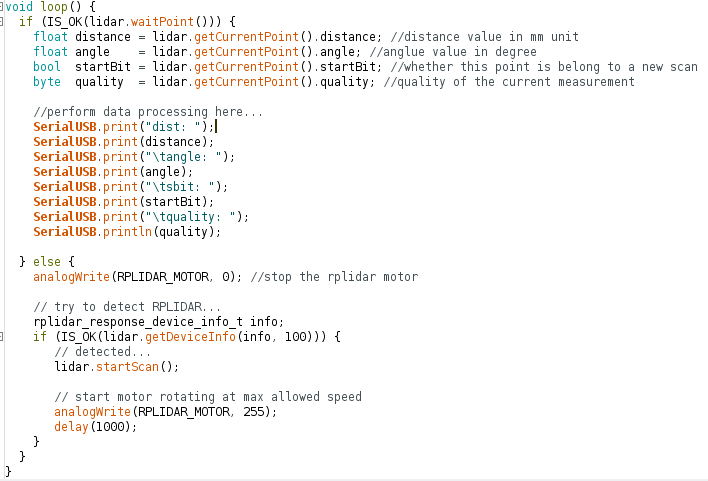 void loop() {
  if (IS_OK(lidar.waitPoint())) {
    float distance = lidar.getCurrentPoint().distance; //distance value in mm unit
    float angle    = lidar.getCurrentPoint().angle; //anglue value in degree
    bool  startBit = lidar.getCurrentPoint().startBit; //whether this point is belong to a new scan
    byte  quality  = lidar.getCurrentPoint().quality; //quality of the current measurement

    //perform data processing here...
    SerialUSB.print("dist: ");
    SerialUSB.print(distance);
    SerialUSB.print("\tangle: ");
    SerialUSB.print(angle);
    SerialUSB.print("\tsbit: ");
    SerialUSB.print(startBit);
    SerialUSB.print("\tquality: ");
    SerialUSB.println(quality);

  } else {
    analogWrite(RPLIDAR_MOTOR, 0); //stop the rplidar motor

    // try to detect RPLIDAR...
    rplidar_response_device_info_t info;
    if (IS_OK(lidar.getDeviceInfo(info, 100))) {
       // detected...
       lidar.startScan();

       // start motor rotating at max allowed speed
       analogWrite(RPLIDAR_MOTOR, 255);
       delay(1000);
    }
  }
}